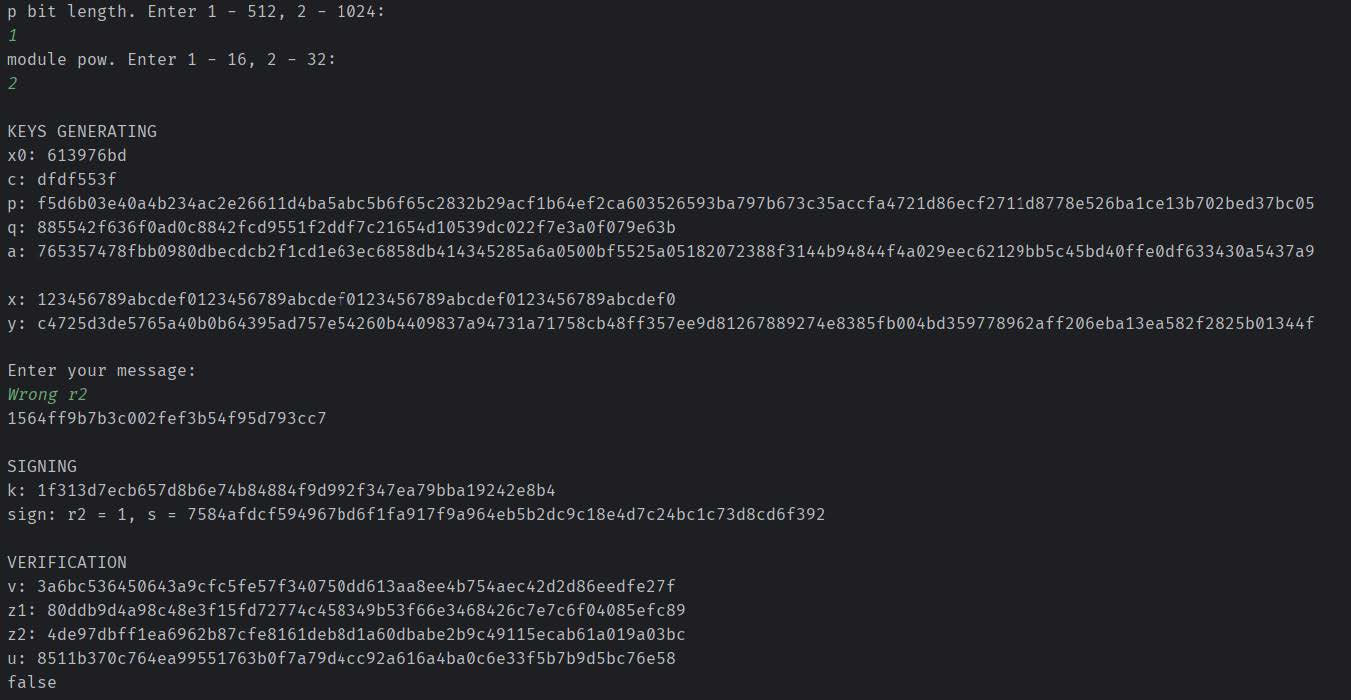 p bit length. Enter 1 - 512, 2 - 1024:
1
module pow. Enter 1 - 16, 2 - 32:
2
KEYS GENERATING
x0: 613976bd
c: dfdf553f
p: f5d6b03e40a4b234ac2e26611d4ba5abc5b6f65c2832b29acf1b64ef2ca603526593ba797b673c35accfa4721d86ecf2711d8778e526ba1ce13b702bed37bc05
q: 885542f636f0ad0c8842fcd9551f2ddf7c21654d10539dc022f7e3a0f079e63b
a: 765357478fbb0980dbecdcb2f1cd1e63ec6858db414345285a6a0500bf5525a05182072388f3144b94844f4a029eec62129bb5c45bd40ffe0df633430a5437a9
x: 123456789abcdef0123456789abcdef0123456789abcdef0123456789abcdef0
y: c4725d3de5765a40b0b64395ad757e54260b4409837a94731a71758cb48ff357ee9d81267889274e8385fb004bd359778962aff206eba13ea582f2825b01344f
Enter your message:
Wrong r2
1564ff9b7b3c002fef3b54f95d793cc7
SIGNING
k: 1f313d7ecb657d8b6e74b84884f9d992f347ea79bba19242e8b4
sign: r2 = 1, s = 7584afdcf594967bd6f1fa917f9a964eb5b2dc9c18e4d7c24bc1c73d8cd6f392
VERIFICATION
v: 3a6bc536450643a9cfc5fe57f340750dd613aa8ee4b754aec42d2d86eedfe27f
z1: 80ddb9d4a98c48e3f15fd72774c458349b53f66e3468426c7e7c6f04085efc89
z2: 4de97dbff1ea6962b87cfe8161deb8d1a60dbabe2b9c49115ecab61a019a03bc
u: 8511b370c764ea99551763b0f7a79d4cc92a616a4ba0c6e33f5b7b9d5bc76e58
false